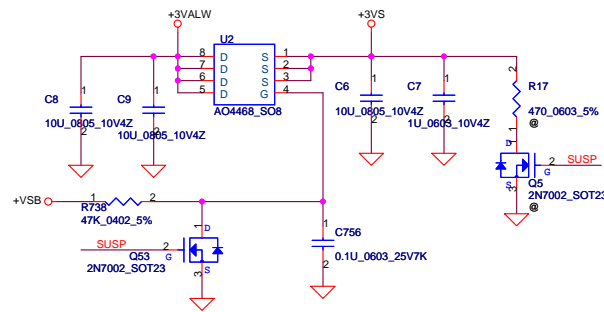 +3VALW
+3VS
U2
8 D S 1
7 D S 2
6 D S 3
5 D G 4
AO4468_SO8
C8
1
2
10U_0805_10V4Z
C9
1
2
10U_0805_10V4Z
C6
1
2
10U_0805_10V4Z
C7
1
2
1U_0603_10V4Z
2
R17
470_0603_5%
@
1
D
1
2 SUSP
G
S
3
Q5
2N7002_SOT23
@
+VSB
1 2
R738
47K_0402_5%
SUSP
2
G
1
D
S
3
Q53
2N7002_SOT23
1
C756
0.1U_0603_25V7K
2